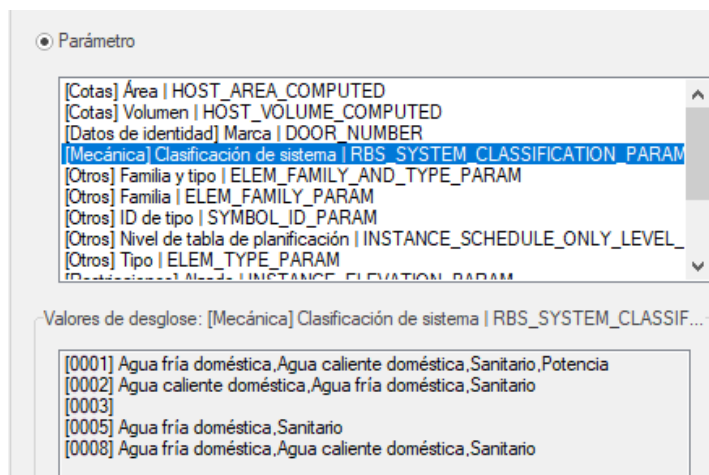 Parámetro
[Cotas] Área | HOST_AREA_COMPUTED
[Cotas] Volumen | HOST_VOLUME_COMPUTED
[Datos de identidad] Marca | DOOR_NUMBER
[Mecánica] Clasificación de sistema | RBS_SYSTEM_CLASSIFICATION_PARAM
[Otros] Familia y tipo | ELEM_FAMILY_AND_TYPE_PARAM
[Otros] Familia | ELEM_FAMILY_PARAM
[Otros] ID de tipo | SYMBOL_ID_PARAM
[Otros] Nivel de tabla de planificación | INSTANCE_SCHEDULE_ONLY_LEVEL_
[Otros] Tipo | ELEM_TYPE_PARAM
[Restricciones] Alzado | INSTANCE_ELEVATION_PARAM
Valores de desglose: [Mecánica] Clasificación de sistema | RBS_SYSTEM_CLASSIF...
[0001] Agua fría doméstica,Agua caliente doméstica,Sanitario,Potencia
[0002] Agua caliente doméstica,Agua fría doméstica,Sanitario
[0003]
[0005] Agua fría doméstica,Sanitario
[0008] Agua fría doméstica,Agua caliente doméstica,Sanitario